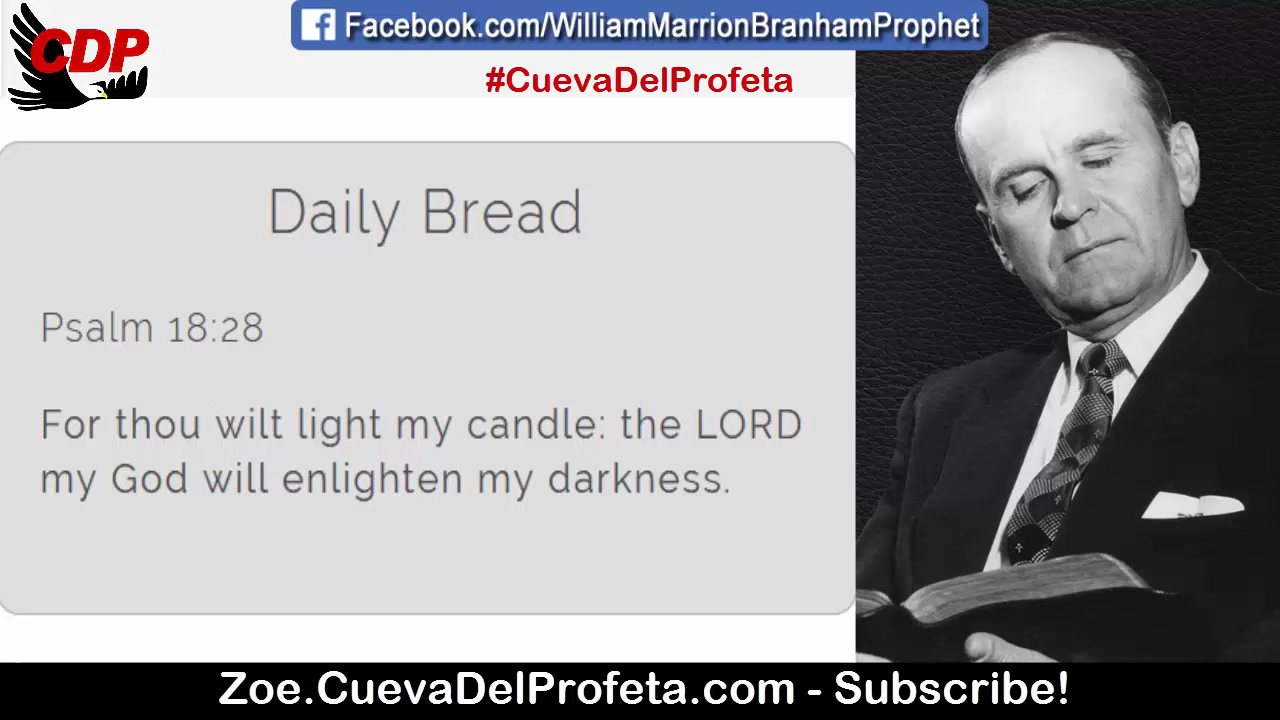 CDP
Facebook.com/WilliamMarrionBranhamProphet
#CuevaDelProfeta
Daily Bread
Psalm 18:28
For thou wilt light my candle: the LORD
my God will enlighten my darkness.
Zoe.CuevaDelProfeta.com - Subscribe!